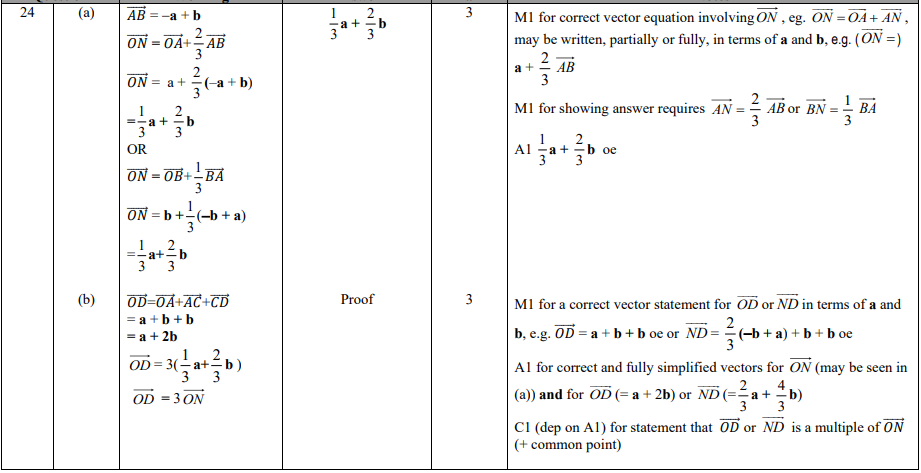 24 (a) AB⃗ = –a + b
ON⃗ = OA⃗ + 2/3 AB⃗
ON⃗ = a + 2/3 (–a + b)
= 1/3 a + 2/3 b
OR
ON⃗ = OB⃗ + 1/3 BA⃗
ON⃗ = b + 1/3 (–b + a)
= 1/3 a + 2/3 b
1/3 a + 2/3 b
3
M1 for correct vector equation involving ON⃗ , eg. ON⃗ = OA⃗ + AN⃗ ,
may be written, partially or fully, in terms of a and b, e.g. ( ON⃗ =)
a + 2/3 AB⃗
M1 for showing answer requires AN⃗ = 2/3 AB⃗ or BN⃗ = 1/3 BA⃗
A1 1/3 a + 2/3 b oe
(b) OD⃗ = OA⃗ + AC⃗ + CD⃗
= a + b + b
= a + 2b
OD⃗ = 3( 1/3 a + 2/3 b )
OD⃗ = 3 ON⃗
Proof
3
M1 for a correct vector statement for OD⃗ or ND⃗ in terms of a and
b, e.g. OD⃗ = a + b + b oe or ND⃗ = 2/3 (–b + a) + b + b oe
A1 for correct and fully simplified vectors for ON⃗ (may be seen in
(a)) and for OD⃗ (= a + 2b) or ND⃗ (= 2/3 a + 4/3 b)
C1 (dep on A1) for statement that OD⃗ or ND⃗ is a multiple of ON⃗
(+ common point)